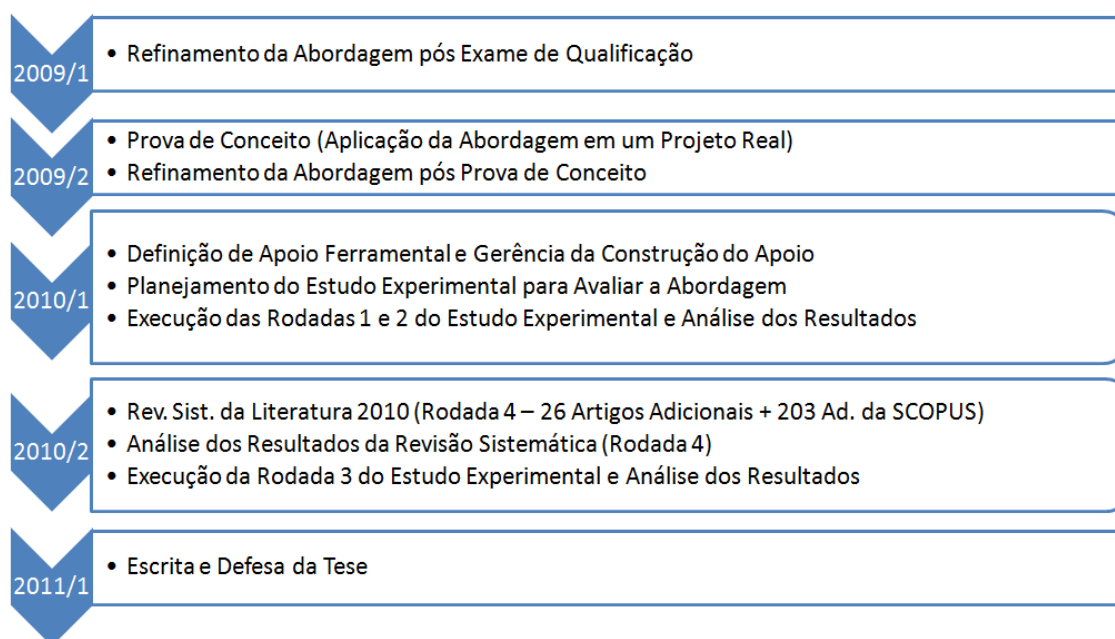 2009/1
• Refinamento da Abordagem pós Exame de Qualificação
2009/2
• Prova de Conceito (Aplicação da Abordagem em um Projeto Real)
• Refinamento da Abordagem pós Prova de Conceito
2010/1
• Definição de Apoio Ferramental e Gerência da Construção do Apoio
• Planejamento do Estudo Experimental para Avaliar a Abordagem
• Execução das Rodadas 1 e 2 do Estudo Experimental e Análise dos Resultados
2010/2
• Rev. Sist. da Literatura 2010 (Rodada 4 – 26 Artigos Adicionais + 203 Ad. da SCOPUS)
• Análise dos Resultados da Revisão Sistemática (Rodada 4)
• Execução da Rodada 3 do Estudo Experimental e Análise dos Resultados
2011/1
• Escrita e Defesa da Tese